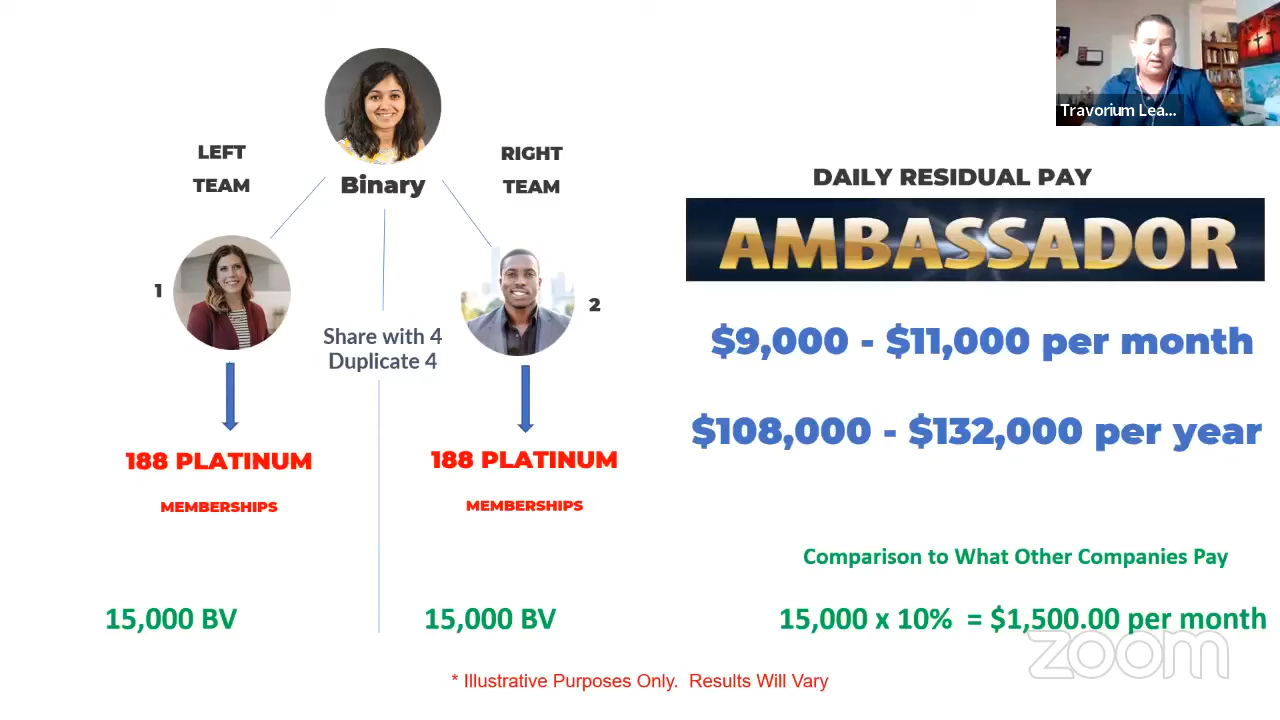 Travorium Lea...
LEFT
TEAM
RIGHT
TEAM
Binary
1
2
Share with 4
Duplicate 4
188 PLATINUM
MEMBERSHIPS
188 PLATINUM
MEMBERSHIPS
15,000 BV
15,000 BV
DAILY RESIDUAL PAY
AMBASSADOR
$9,000 - $11,000 per month
$108,000 - $132,000 per year
Comparison to What Other Companies Pay
15,000 x 10% = $1,500.00 per month
zoom
* Illustrative Purposes Only. Results Will Vary